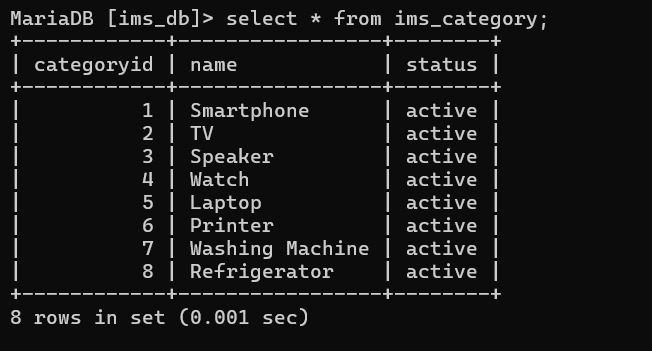 MariaDB [ims_db]> select * from ims_category;
+------------+-----------------+--------+
| categoryid | name            | status |
+------------+-----------------+--------+
|          1 | Smartphone      | active |
|          2 | TV              | active |
|          3 | Speaker         | active |
|          4 | Watch           | active |
|          5 | Laptop          | active |
|          6 | Printer         | active |
|          7 | Washing Machine | active |
|          8 | Refrigerator    | active |
+------------+-----------------+--------+
8 rows in set (0.001 sec)